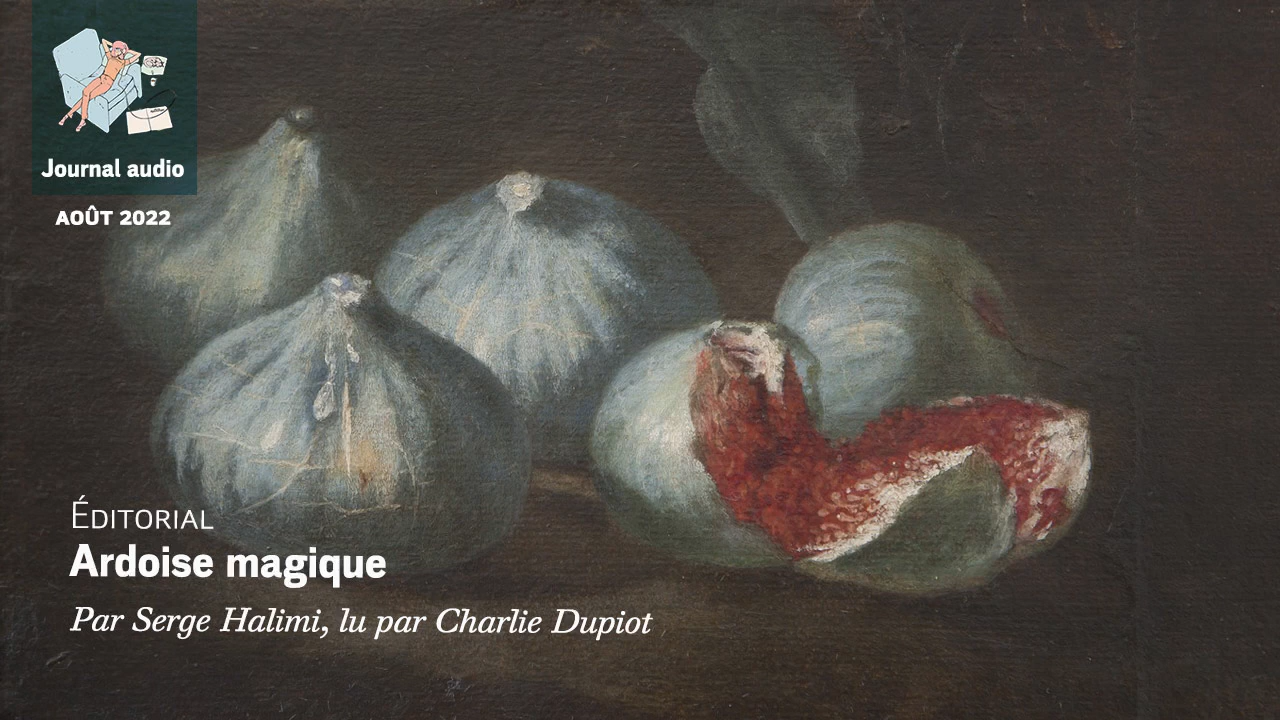 Journal audio
AOÛT 2022
ÉDITORIAL
Ardoise magique
Par Serge Halimi, lu par Charlie Dupiot